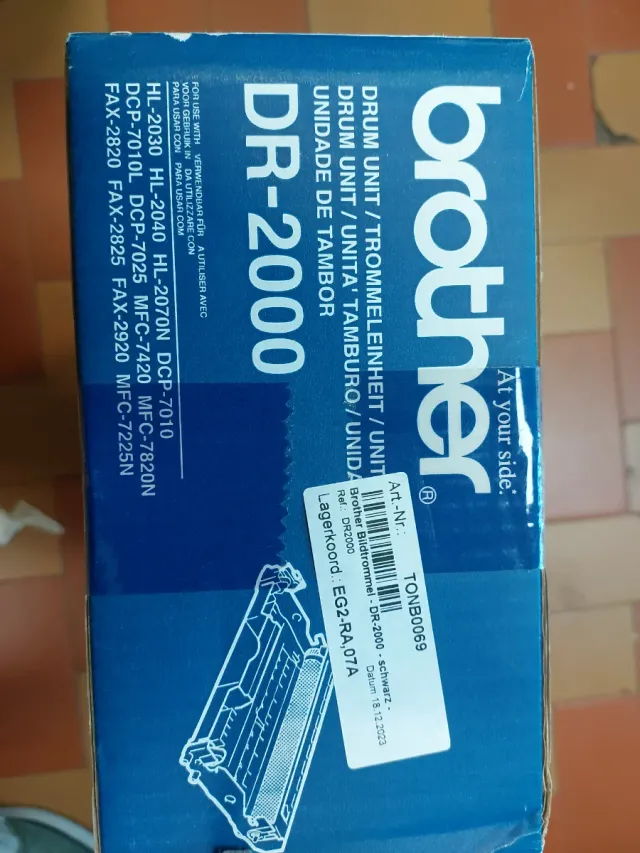 brother
®
At your side.
DRUM UNIT / TROMMELEINHEIT / UNIT
DRUM UNIT / UNITA' TAMBURO / UNIDA
UNIDADE DE TAMBOR
DR-2000
FOR USE WITH VERWENDBAR FÜR A UTILISER AVEC
VOOR GEBRUIK IN DA UTILIZZARE CON
PARA USAR CON PARA USAR COM
HL-2030 HL-2040 HL-2070N DCP-7010
DCP-7010L DCP-7025 MFC-7420 MFC-7820N
FAX-2820 FAX-2825 FAX-2920 MFC-7225N
Art.-Nr.: TONB0069
Brother Bildtrommel - DR-2000 - schwarz -
Ref.: DR2000 Datum 18.12.2023
Lagerkoord.: EG2-RA,07A